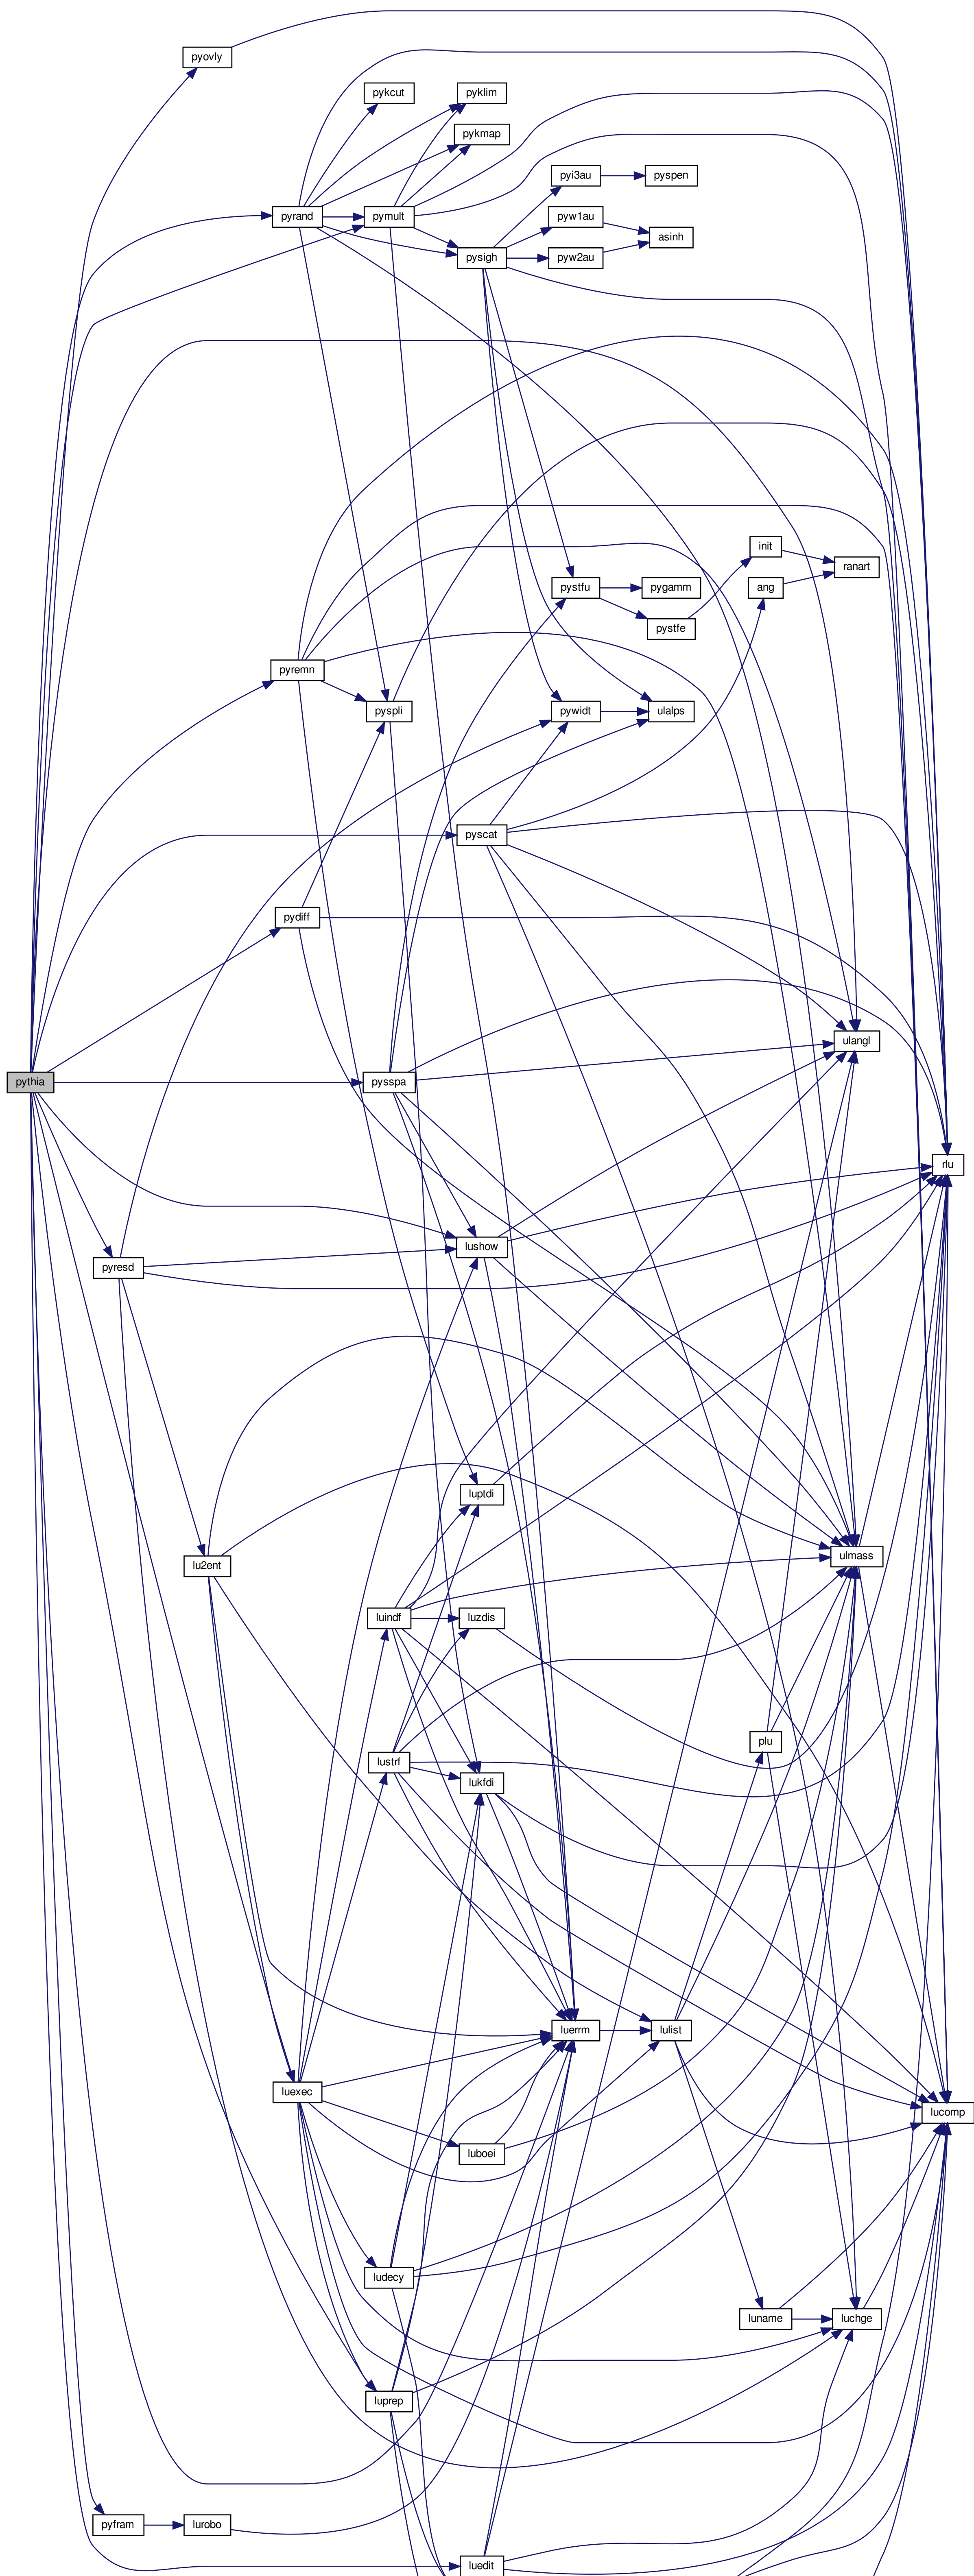 pyovly
pykcut
pyklim
pykmap
pyi3au
pyspen
pyrand
pymult
pyw1au
asinh
pysigh
pyw2au
init
ranart
pystfu
pygamm
ang
pystfe
pyremn
pyspli
pywidt
ulalps
pyscat
pydiff
ulangl
pythia
pysspa
rlu
lushow
pyresd
luptdi
ulmass
lu2ent
luindf
luzdis
plu
lustrf
lukfdi
luerrm
lulist
luexec
lucomp
luboei
ludecy
luname
luchge
luprep
pyfram
lurobo
luedit